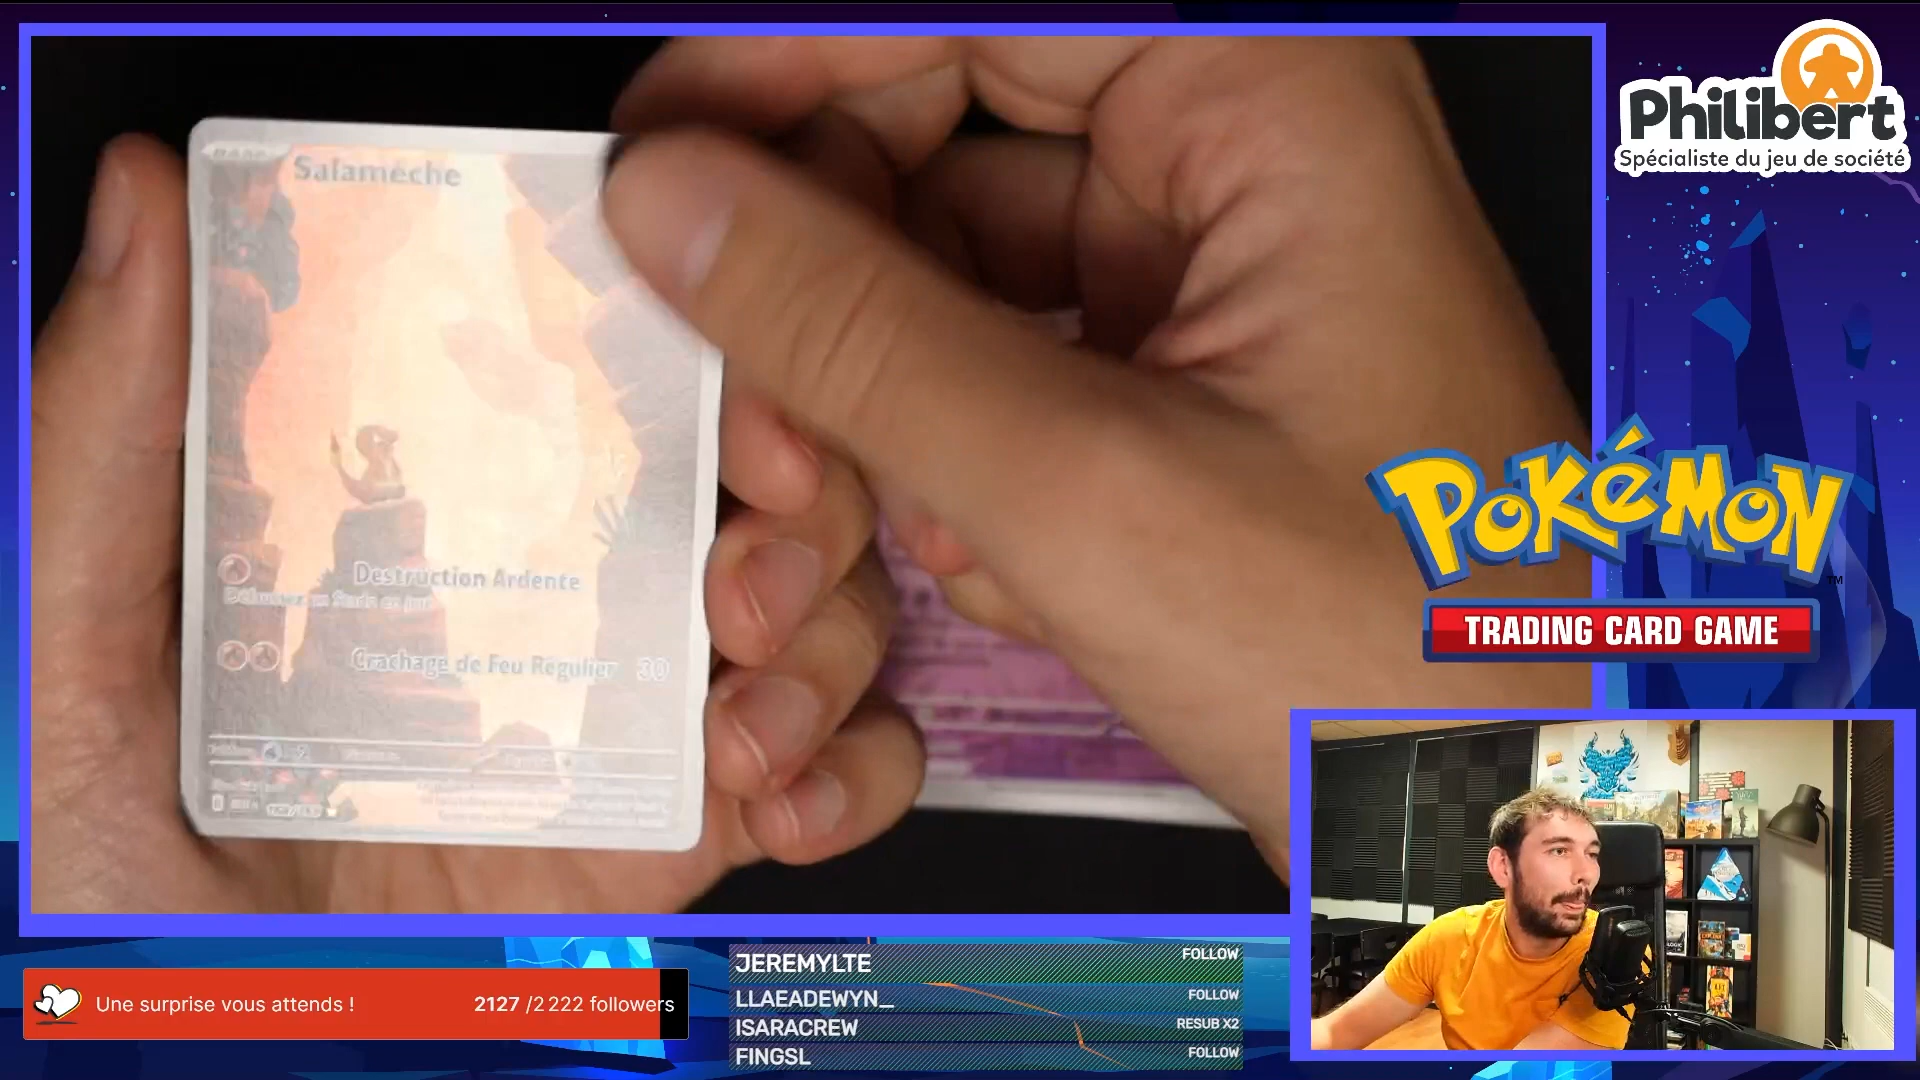 Philibert
Spécialiste du jeu de société
Salamèche
Destruction Ardente
Crachage de Feu Régulier 30
POKÉMON
TM
TRADING CARD GAME
Une surprise vous attends ! 2127 /2 222 followers
JEREMYLTE FOLLOW
LLAEADEWYN_ FOLLOW
ISARACREW RESUB X2
FINGSL FOLLOW